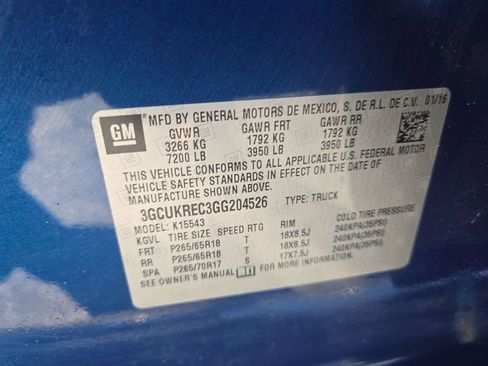 GM
MFD BY GENERAL MOTORS DE MEXICO, S. DE R.L. DE C.V. 01/16
GVWR GAWR FRT GAWR RR
3266 KG 1792 KG 1792 KG
7200 LB 3950 LB 3950 LB
THIS VEHICLE CONFORMS TO ALL APPLICABLE U.S. FEDERAL MOTOR
VEHICLE SAFETY STANDARDS IN EFFECT ON THE DATE OF
MANUFACTURE SHOWN ABOVE.
3GCUKREC3GG204526 TYPE: TRUCK
MODEL: K15543
KGVL TIRE SIZE SPEED RTG RIM COLD TIRE PRESSURE
FRT P265/65R18 T 18X8.5J 240KPA(35PSI)
RR P265/65R18 T 18X8.5J 240KPA(35PSI)
SPA P265/70R17 S 17X7.5J 240KPA(35PSI)
SEE OWNER'S MANUAL FOR MORE INFORMATION